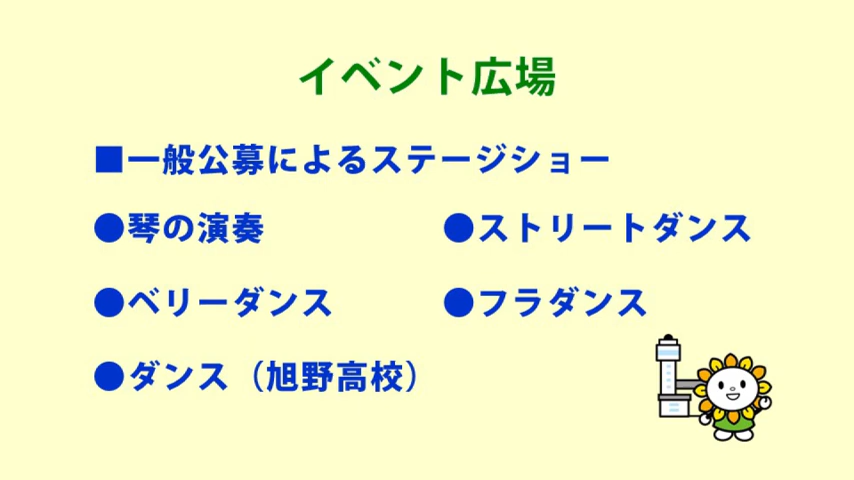 イベント広場
■一般公募によるステージショー
●琴の演奏 ●ストリートダンス
●ベリーダンス ●フラダンス
●ダンス（旭野高校）